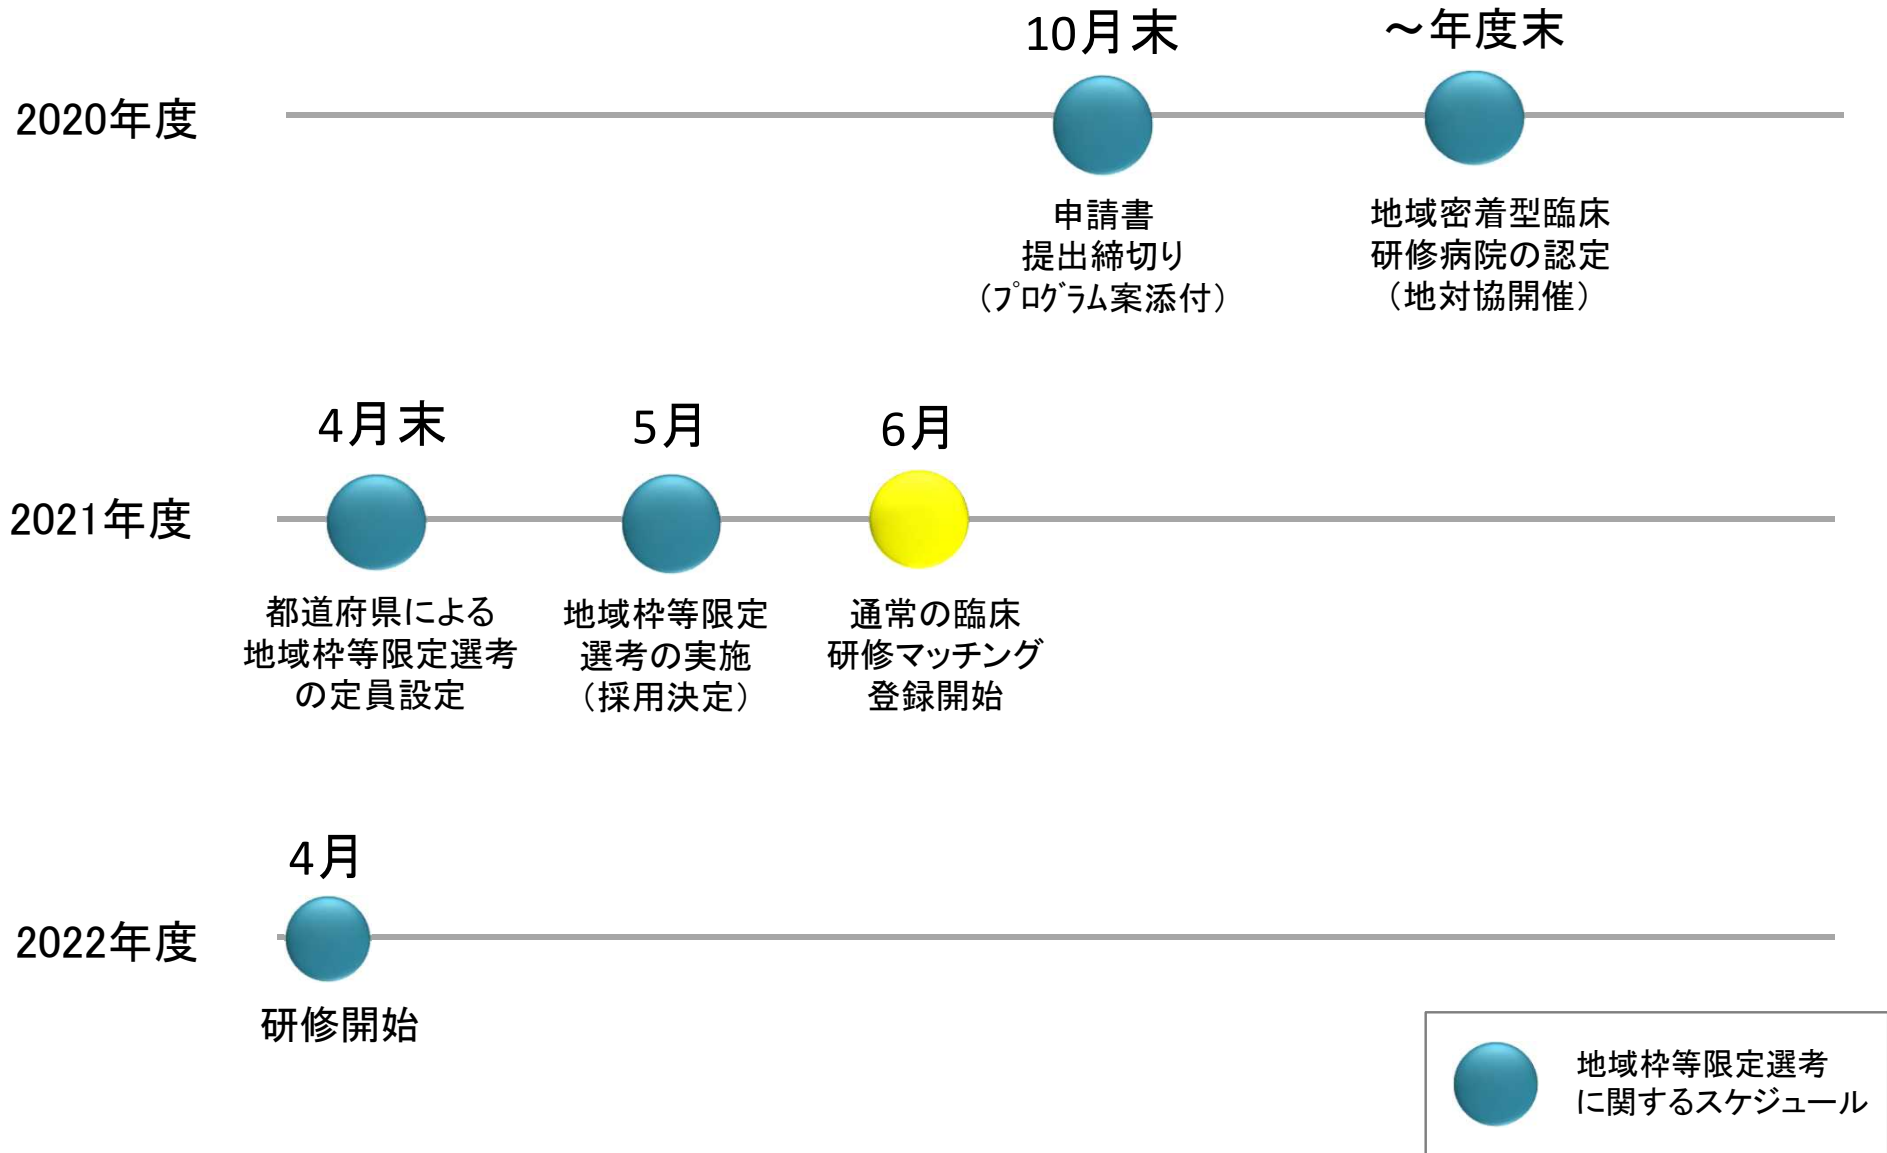 10月末
～年度末
2020年度
申請書
提出締切り
（ﾌﾟﾛｸﾞﾗﾑ案添付）
地域密着型臨床
研修病院の認定
（地対協開催）
4月末
5月
6月
2021年度
都道府県による
地域枠等限定選考
の定員設定
地域枠等限定
選考の実施
（採用決定）
通常の臨床
研修マッチング
登録開始
4月
2022年度
研修開始
地域枠等限定選考
に関するスケジュール